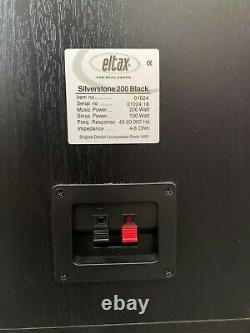 eltax
THE REAL SOUND
Silverstone 200 Black
Item no 01024
Serial no 01024.18
Music Power... 200 Watt
Sinus Power... 100 Watt
Freq. Response 45-20.000 Hz
Impedance 4-8 Ohm
Original Danish Loudspeaker Since